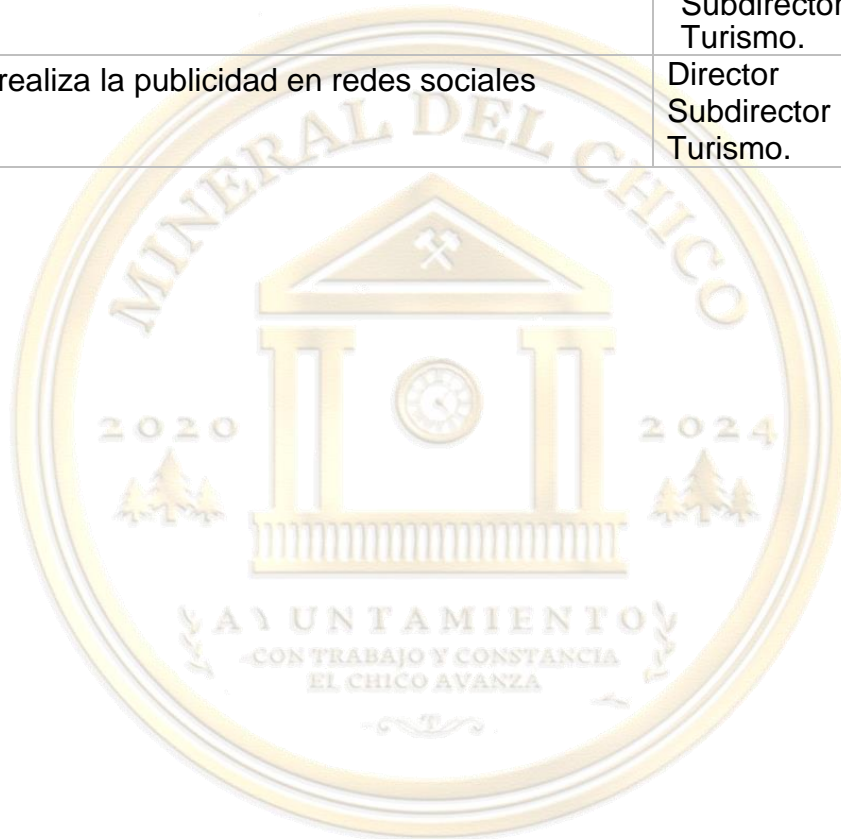 Subdirector
Turismo.
realiza la publicidad en redes sociales
Director
Subdirector
Turismo.
MINERAL DEL CHICO
2020
2024
AYUNTAMIENTO
CON TRABAJO Y CONSTANCIA
EL CHICO AVANZA